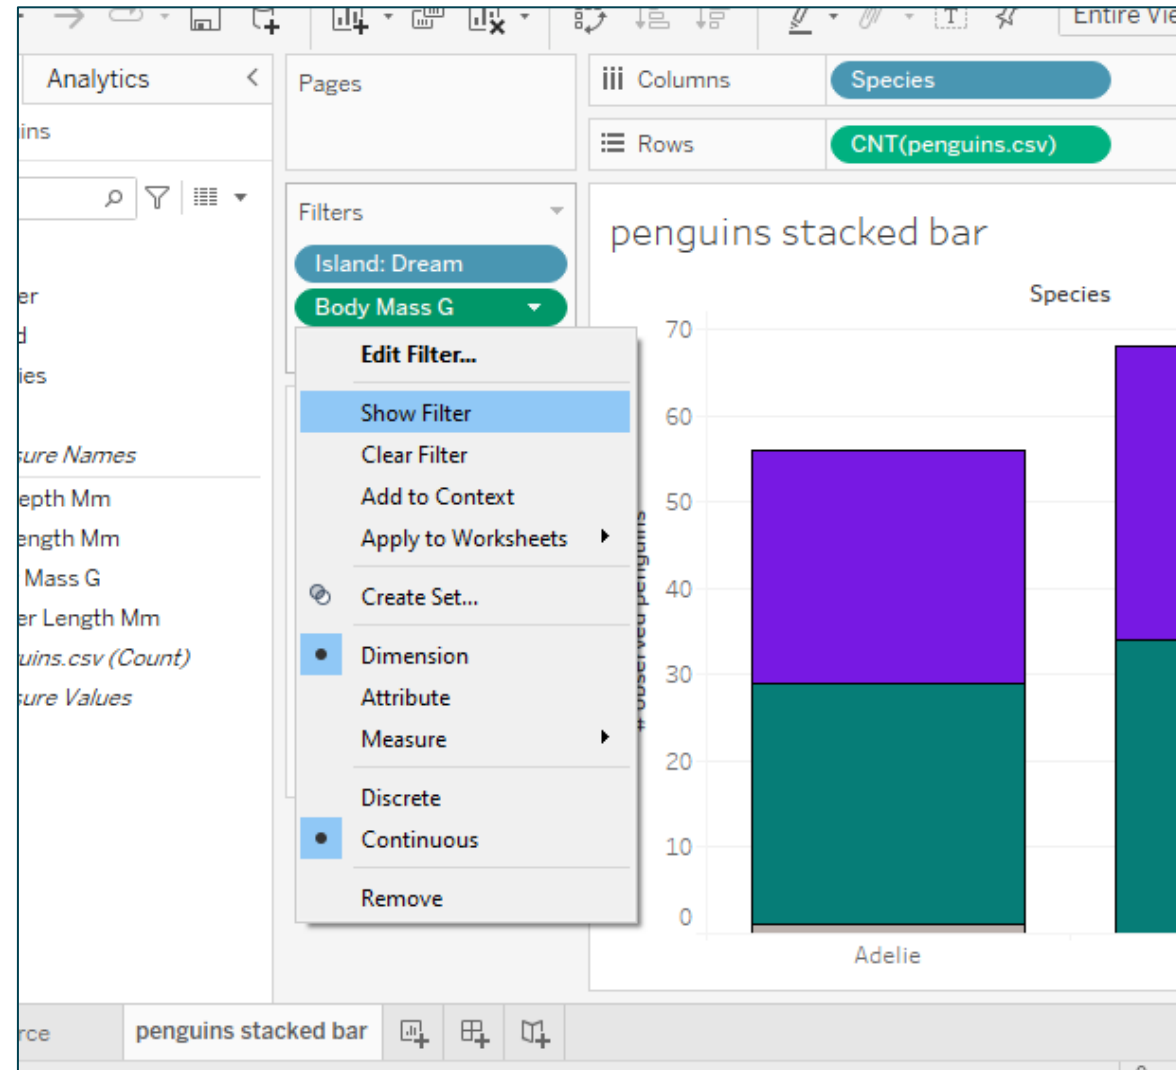 Entire Vie
Analytics
Pages
Columns
Species
ins
Rows
CNT(penguins.csv)
Filters
Island: Dream
Body Mass G
penguins stacked bar
Species
er
d
ies
sure Names
epth Mm
ength Mm
Mass G
er Length Mm
uins.csv (Count)
sure Values
Edit Filter...
Show Filter
Clear Filter
Add to Context
Apply to Worksheets
Create Set...
Dimension
Attribute
Measure
Discrete
Continuous
Remove
# observed penguins
70
60
50
40
30
20
10
0
Adelie
rce
penguins stacked bar